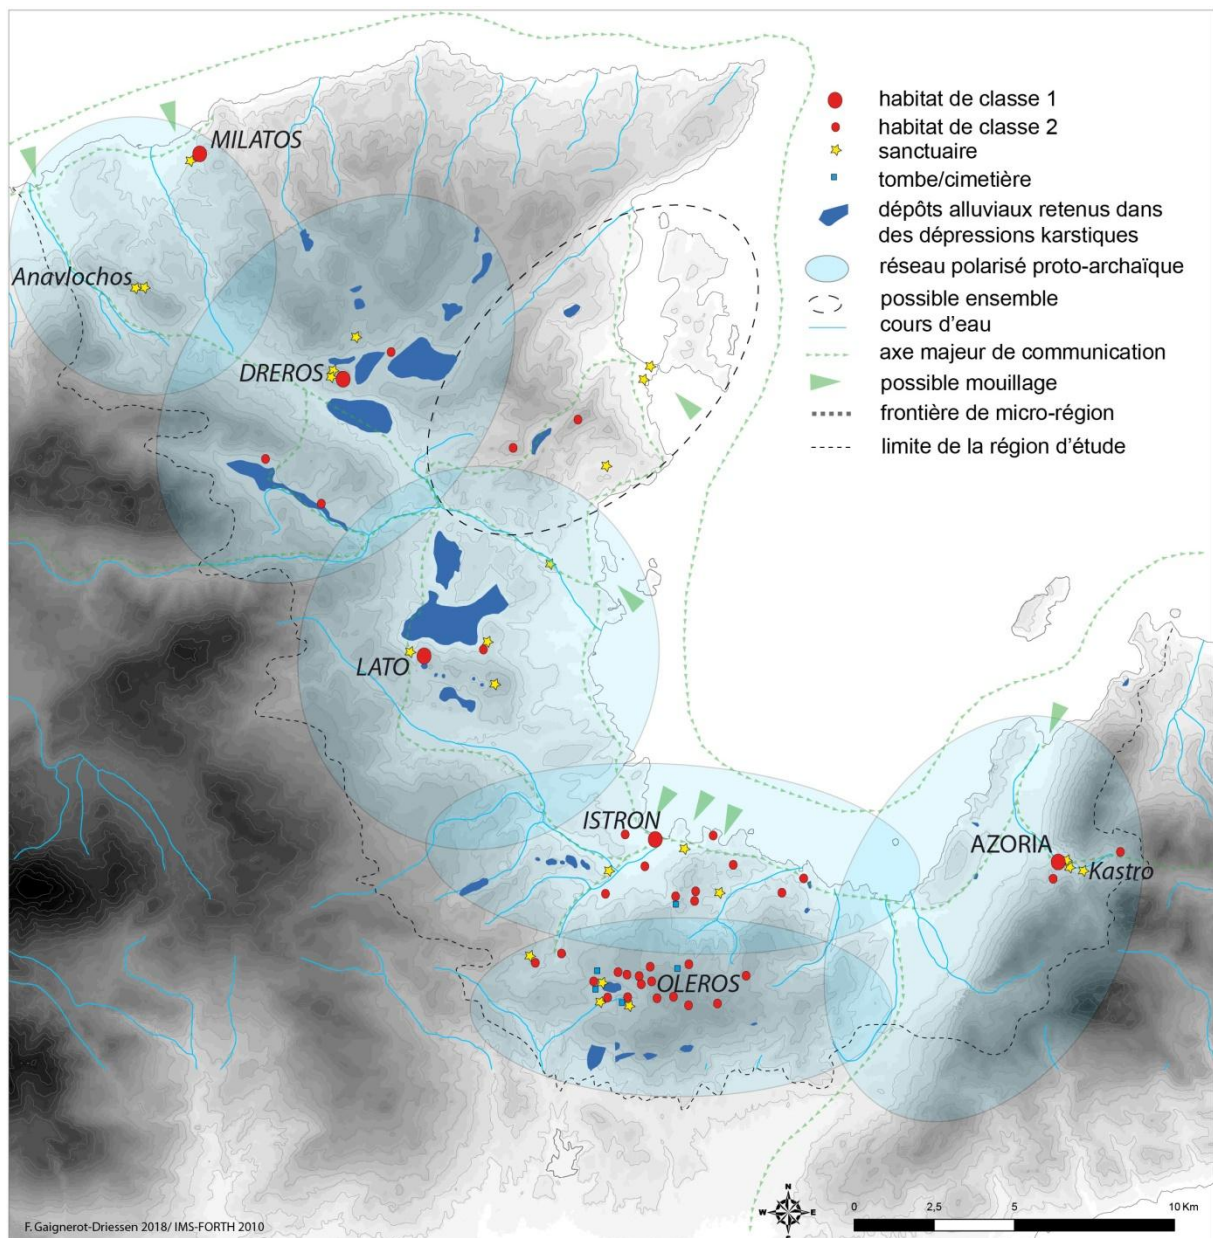 habitat de classe 1
habitat de classe 2
sanctuaire
tombe/cimetière
dépôts alluviaux retenus dans
des dépressions karstiques
réseau polarisé proto-archaïque
possible ensemble
cours d'eau
axe majeur de communication
possible mouillage
frontière de micro-région
limite de la région d'étude
MILATOS
Anavlochos
DREROS
LATO
ISTRON
AZORIA
Kastro
OLEROS
N
W E
S
0 2,5 5 10 Km
F. Gaignerot-Driessen 2018/ IMS-FORTH 2010